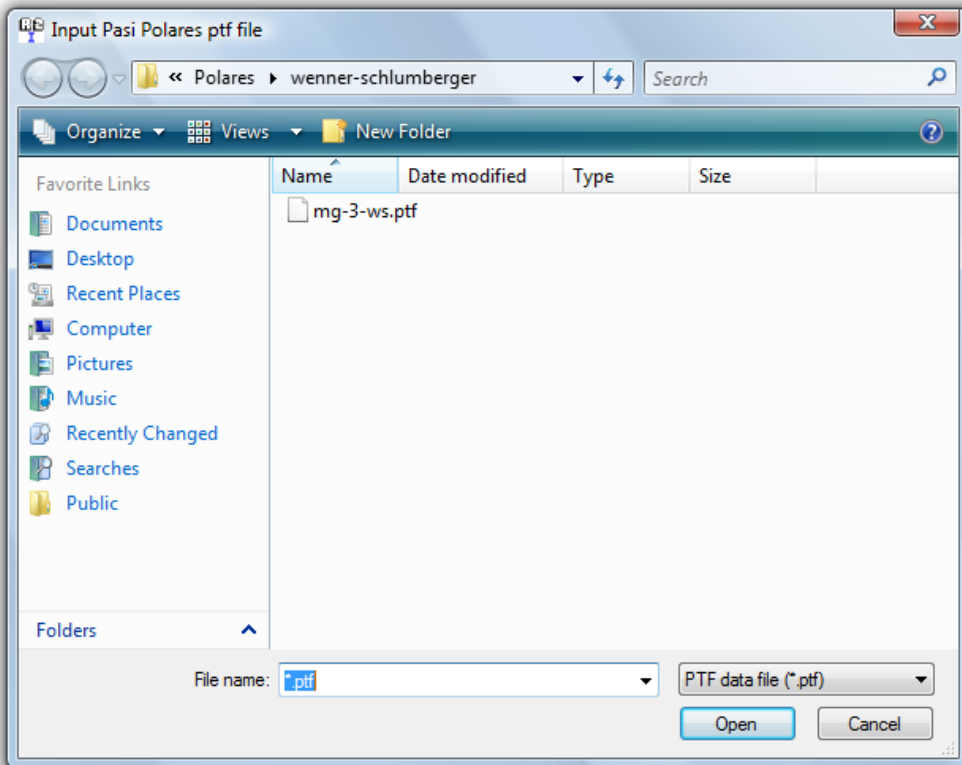 Input Pasi Polares ptf file
« Polares ▸ wenner-schlumberger
Search
Organize Views New Folder
Favorite Links
Documents
Desktop
Recent Places
Computer
Pictures
Music
Recently Changed
Searches
Public
Folders
Name Date modified Type Size
mg-3-ws.ptf
File name: *.ptf PTF data file (*.ptf)
Open Cancel